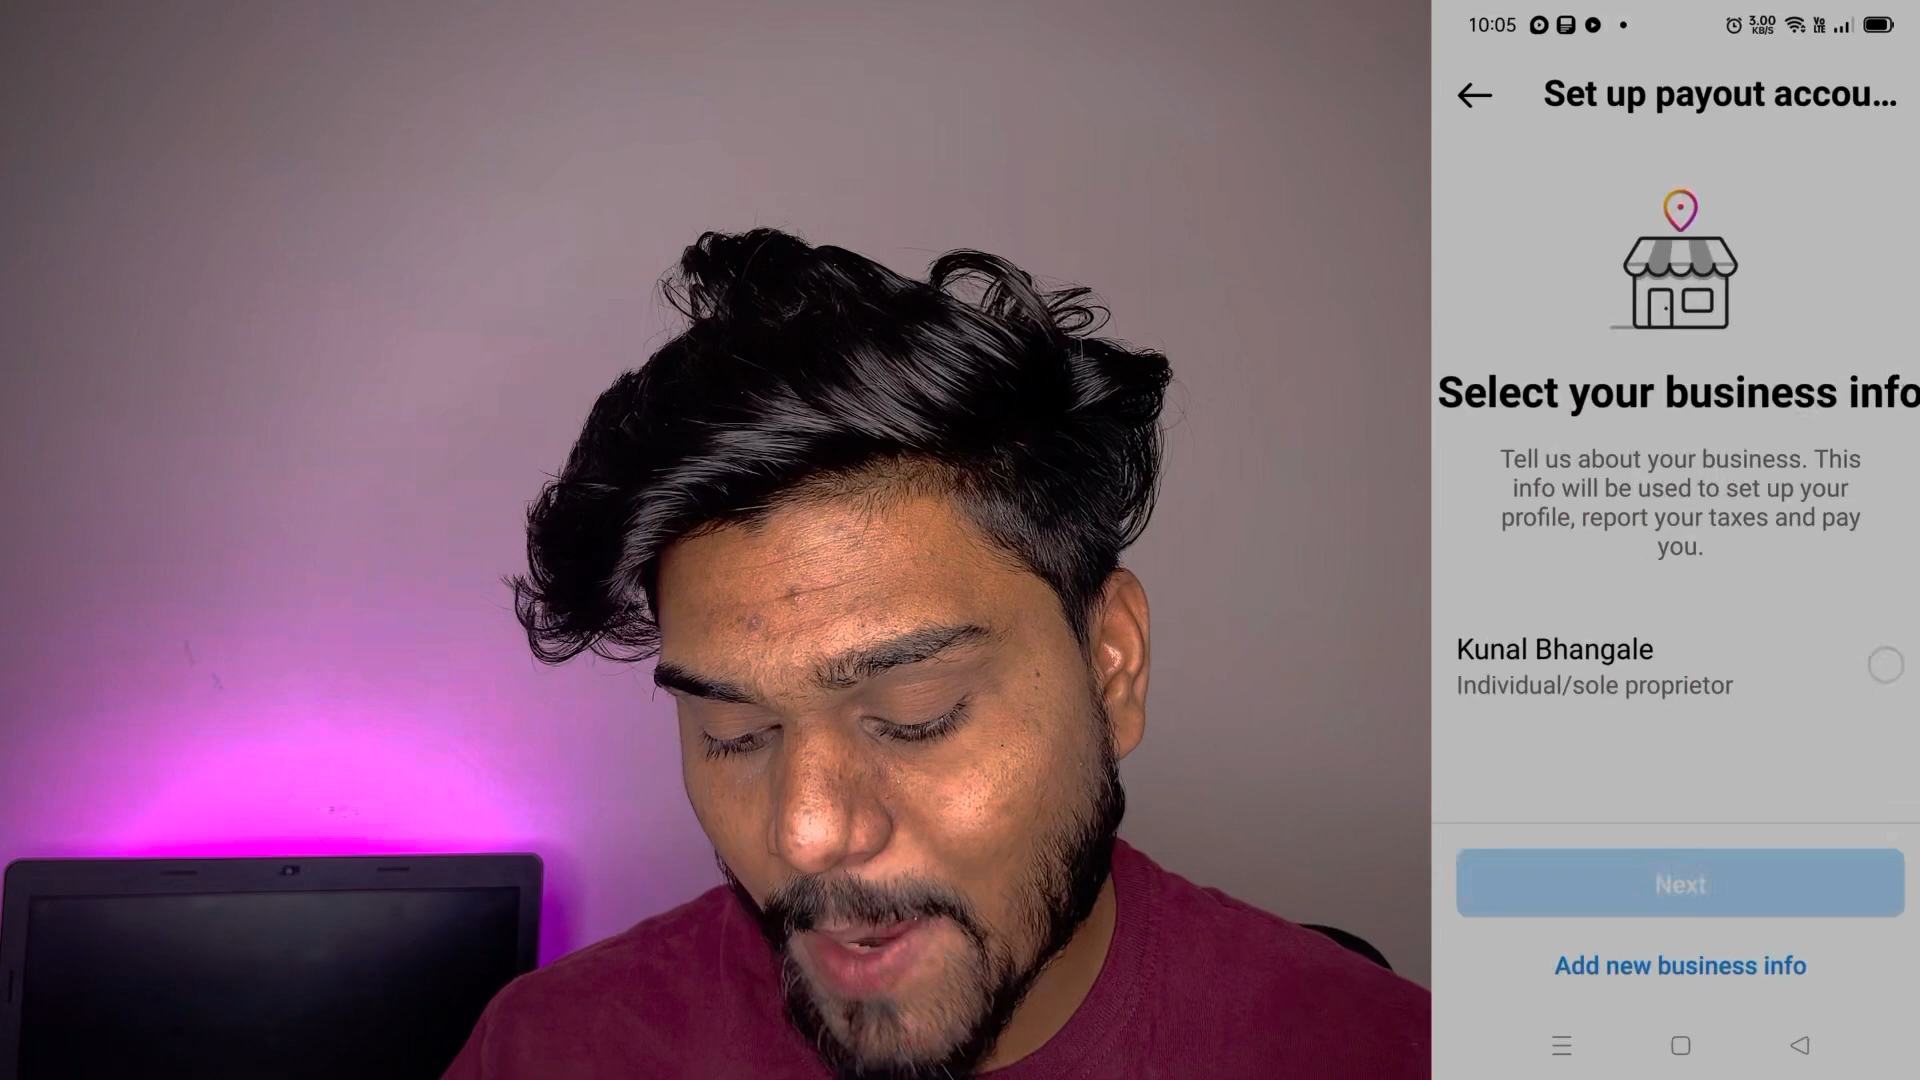 10:05
3.00
KB/S
Vo
LTE
Set up payout accou...
Select your business info
Tell us about your business. This
info will be used to set up your
profile, report your taxes and pay
you.
Kunal Bhangale
Individual/sole proprietor
Next
Add new business info